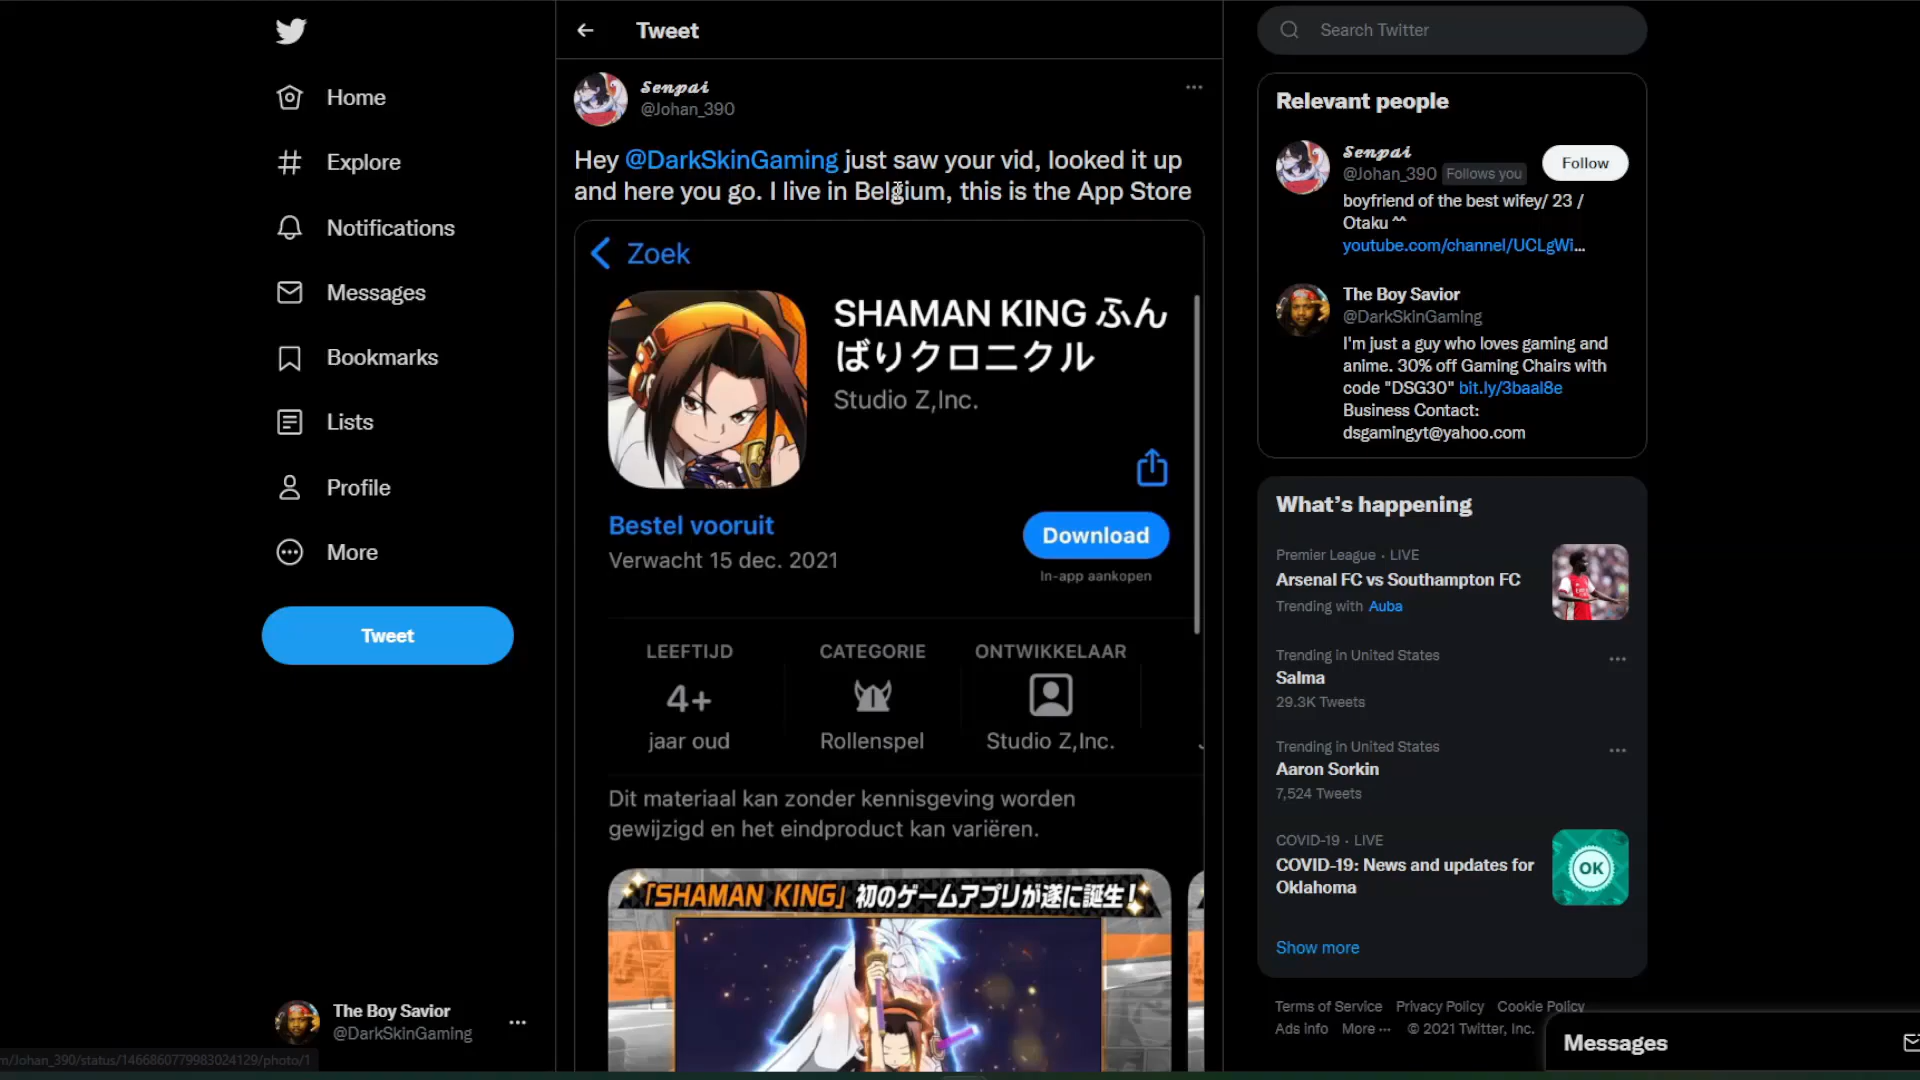 Home
Explore
Notifications
Messages
Bookmarks
Lists
Profile
More
Tweet
The Boy Savior
@DarkSkinGaming
m/Johan_390/status/1466860779983024129/photo/1
Tweet
Senpai
@Johan_390
Hey @DarkSkinGaming just saw your vid, looked it up
and here you go. I live in Belgium, this is the App Store
Zoek
SHAMAN KING ふん
ばりクロニクル
Studio Z,Inc.
Bestel vooruit
Verwacht 15 dec. 2021
Download
In-app aankopen
LEEFTIJD
4+
jaar oud
CATEGORIE
Rollenspel
ONTWIKKELAAR
Studio Z,Inc.
Dit materiaal kan zonder kennisgeving worden
gewijzigd en het eindproduct kan variëren.
「SHAMAN KING」初のゲームアプリが遂に誕生!
Search Twitter
Relevant people
Senpai
@Johan_390 Follows you
Follow
boyfriend of the best wifey/ 23 /
Otaku ^^
youtube.com/channel/UCLgWi...
The Boy Savior
@DarkSkinGaming
I'm just a guy who loves gaming and
anime. 30% off Gaming Chairs with
code "DSG30" bit.ly/3baal8e
Business Contact:
dsgamingyt@yahoo.com
What's happening
Premier League · LIVE
Arsenal FC vs Southampton FC
Trending with Auba
Trending in United States
Salma
29.3K Tweets
Trending in United States
Aaron Sorkin
7,524 Tweets
COVID-19 · LIVE
COVID-19: News and updates for
Oklahoma
OK
Show more
Terms of Service Privacy Policy Cookie Policy
Ads info More ··· © 2021 Twitter, Inc.
Messages